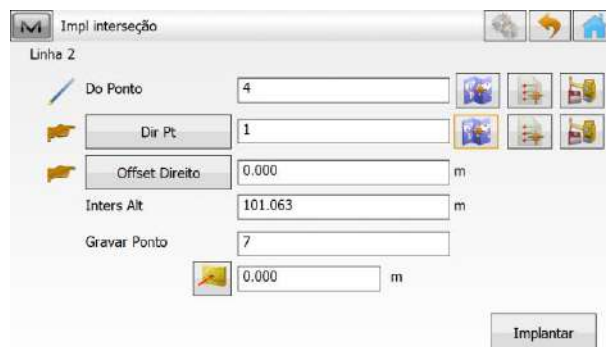 Impl interseção
Linha 2
Do Ponto 4
Dir Pt 1
Offset Direito 0.000 m
Inters Alt 101.063 m
Gravar Ponto 7
0.000 m
Implantar